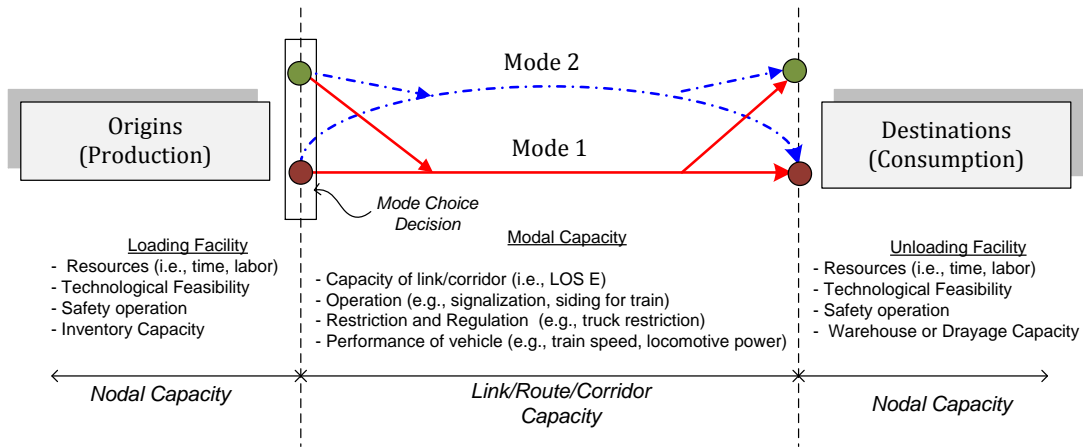 Mode 2
Origins
(Production)
Destinations
(Consumption)
Mode 1
Mode Choice
Decision
Loading Facility
- Resources (i.e., time, labor)
- Technological Feasibility
- Safety operation
- Inventory Capacity
Modal Capacity
- Capacity of link/corridor (i.e., LOS E)
- Operation (e.g., signalization, siding for train)
- Restriction and Regulation (e.g., truck restriction)
- Performance of vehicle (e.g., train speed, locomotive power)
Unloading Facility
- Resources (i.e., time, labor)
- Technological Feasibility
- Safety operation
- Warehouse or Drayage Capacity
Nodal Capacity
Link/Route/Corridor
Capacity
Nodal Capacity